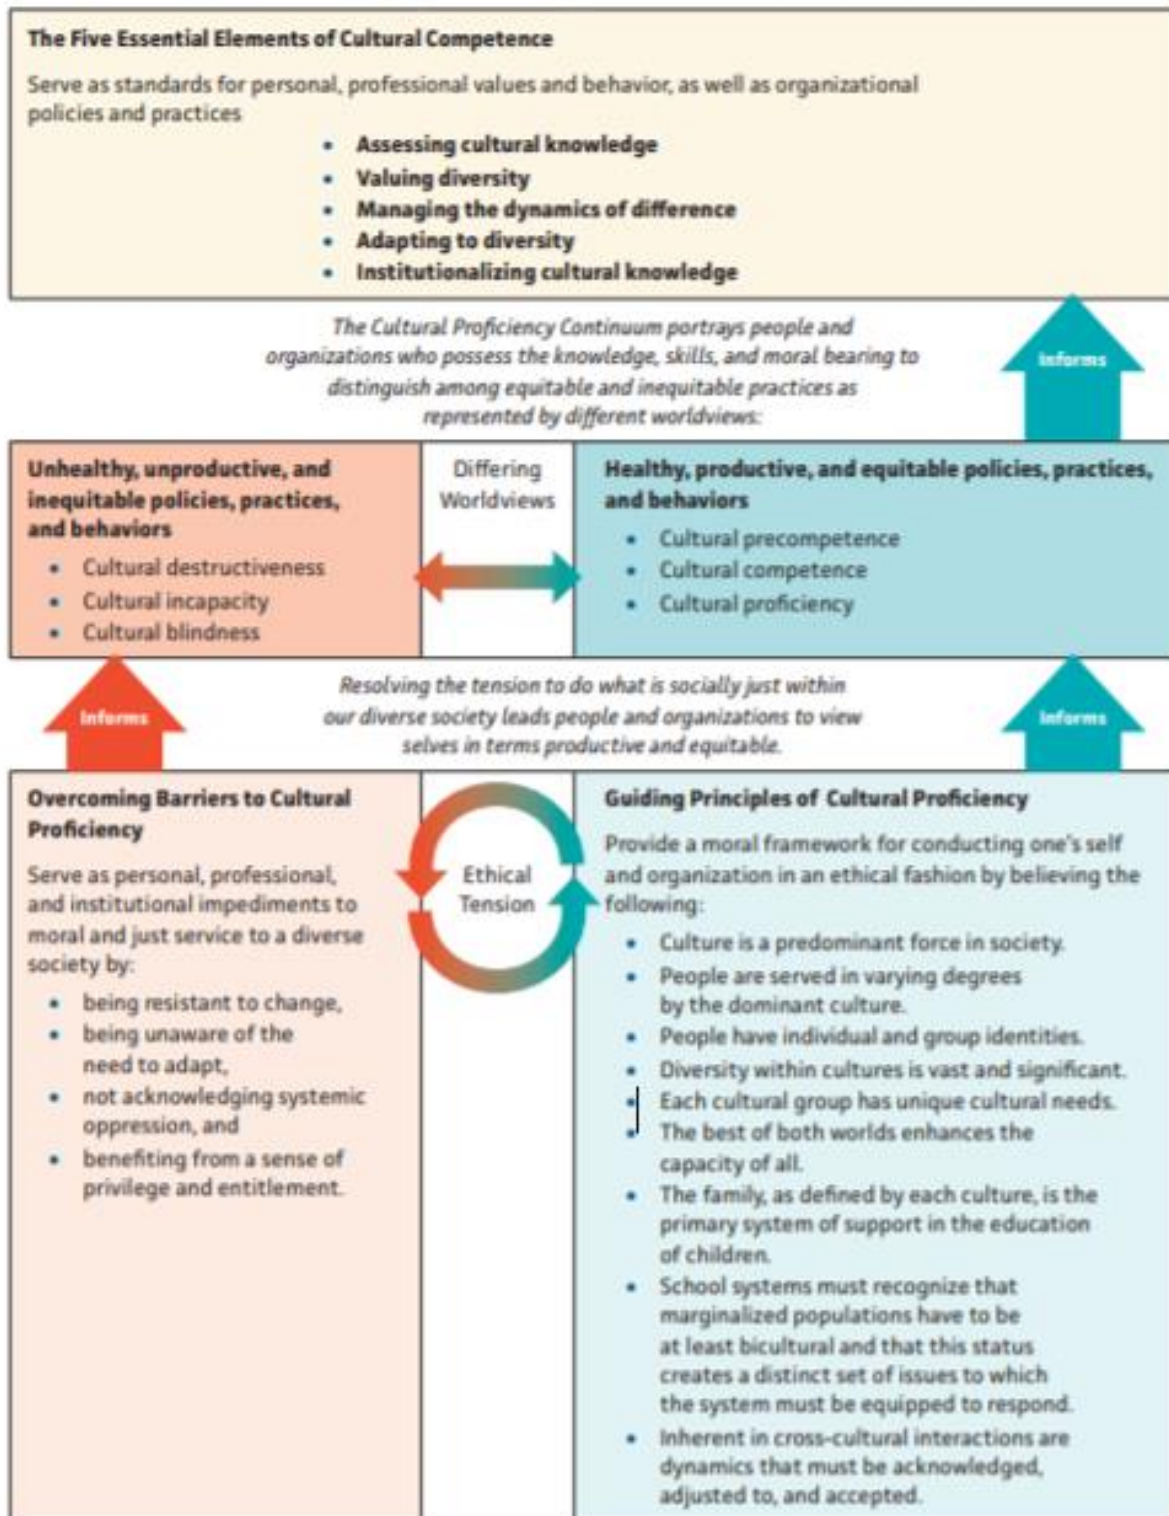 The Five Essential Elements of Cultural Competence
Serve as standards for personal, professional values and behavior, as well as organizational
policies and practices
• Assessing cultural knowledge
• Valuing diversity
• Managing the dynamics of difference
• Adapting to diversity
• Institutionalizing cultural knowledge
The Cultural Proficiency Continuum portrays people and
organizations who possess the knowledge, skills, and moral bearing to
distinguish among equitable and inequitable practices as
represented by different worldviews:
Informs
Unhealthy, unproductive, and
inequitable policies, practices,
and behaviors
• Cultural destructiveness
• Cultural incapacity
• Cultural blindness
Differing
Worldviews
Healthy, productive, and equitable policies, practices,
and behaviors
• Cultural precompetence
• Cultural competence
• Cultural proficiency
Informs
Resolving the tension to do what is socially just within
our diverse society leads people and organizations to view
selves in terms productive and equitable.
Informs
Overcoming Barriers to Cultural
Proficiency
Serve as personal, professional,
and institutional impediments to
moral and just service to a diverse
society by:
• being resistant to change,
• being unaware of the
need to adapt,
• not acknowledging systemic
oppression, and
• benefiting from a sense of
privilege and entitlement.
Ethical
Tension
Guiding Principles of Cultural Proficiency
Provide a moral framework for conducting one's self
and organization in an ethical fashion by believing the
following:
• Culture is a predominant force in society.
• People are served in varying degrees
by the dominant culture.
• People have individual and group identities.
• Diversity within cultures is vast and significant.
• Each cultural group has unique cultural needs.
• The best of both worlds enhances the
capacity of all.
• The family, as defined by each culture, is the
primary system of support in the education
of children.
• School systems must recognize that
marginalized populations have to be
at least bicultural and that this status
creates a distinct set of issues to which
the system must be equipped to respond.
• Inherent in cross-cultural interactions are
dynamics that must be acknowledged,
adjusted to, and accepted.